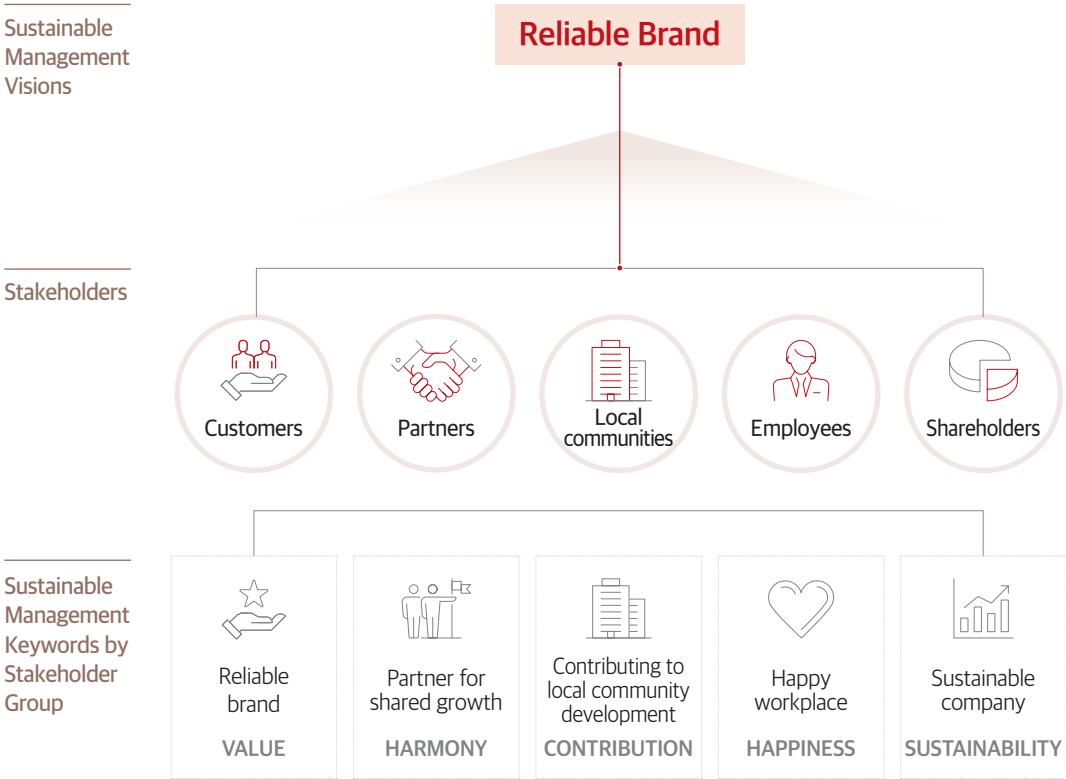 Sustainable
Management
Visions
Reliable Brand
Stakeholders
Customers
Partners
Local
communities
Employees
Shareholders
Sustainable
Management
Keywords by
Stakeholder
Group
Reliable
brand
VALUE
Partner for
shared growth
HARMONY
Contributing to
local community
development
CONTRIBUTION
Happy
workplace
HAPPINESS
Sustainable
company
SUSTAINABILITY